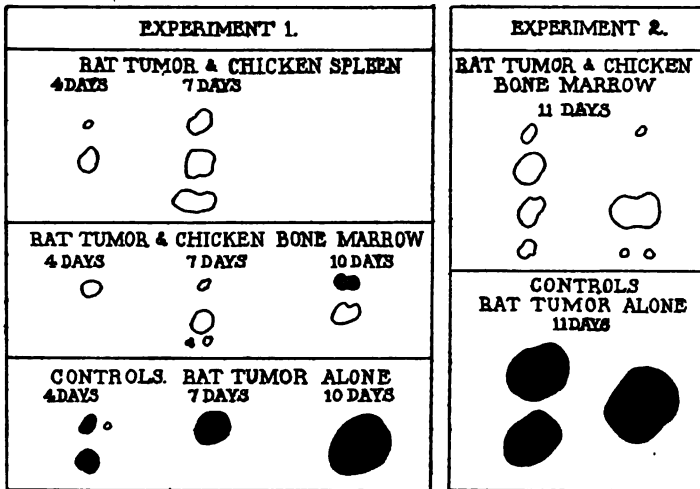 EXPERIMENT 1.
RAT TUMOR & CHICKEN SPLEEN
4 DAYS 7 DAYS
RAT TUMOR & CHICKEN BONE MARROW
4 DAYS 7 DAYS 10 DAYS
CONTROLS. RAT TUMOR ALONE
4 DAYS 7 DAYS 10 DAYS
EXPERIMENT 2.
RAT TUMOR & CHICKEN
BONE MARROW
11 DAYS
CONTROLS
RAT TUMOR ALONE
11 DAYS